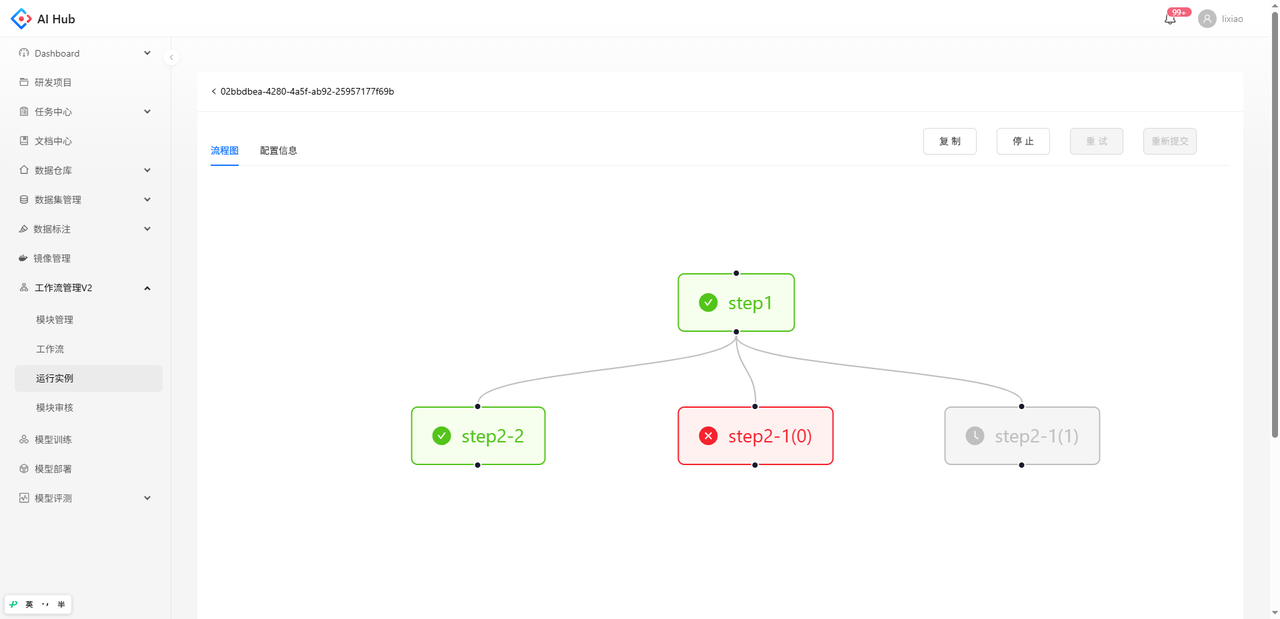 AI Hub
99+
lixiao
Dashboard
研发项目
任务中心
文档中心
数据仓库
数据集管理
数据标注
镜像管理
工作流管理V2
模块管理
工作流
运行实例
模块审核
模型训练
模型部署
模型评测
02bbdbea-4280-4a5f-ab92-25957177f69b
流程图 配置信息
复 制 停 止 重 试 重新提交
step1
step2-2 step2-1(0) step2-1(1)
英 半